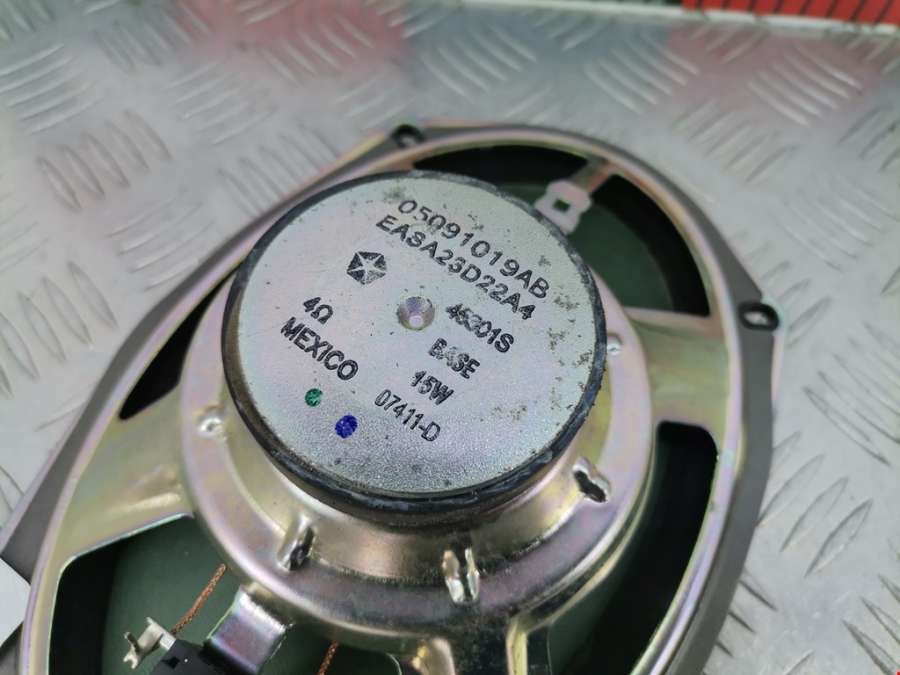 05091019AB
EASA23D22A4
45301S
4Ω
BASE
MEXICO
15W
07411-D